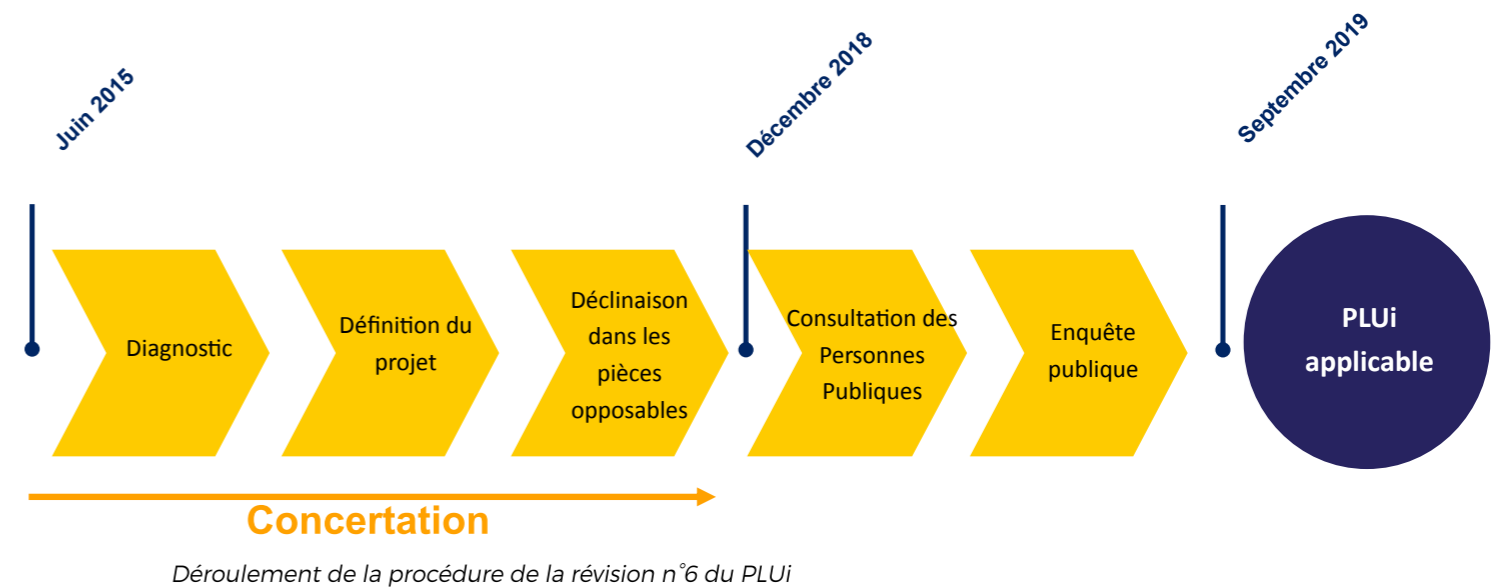 Juin 2015
Décembre 2018
Septembre 2019
Diagnostic
Définition du
projet
Déclinaison
dans les
pièces
opposables
Consultation des
Personnes
Publiques
Enquête
publique
PLUi
applicable
Concertation
Déroulement de la procédure de la révision n°6 du PLUi